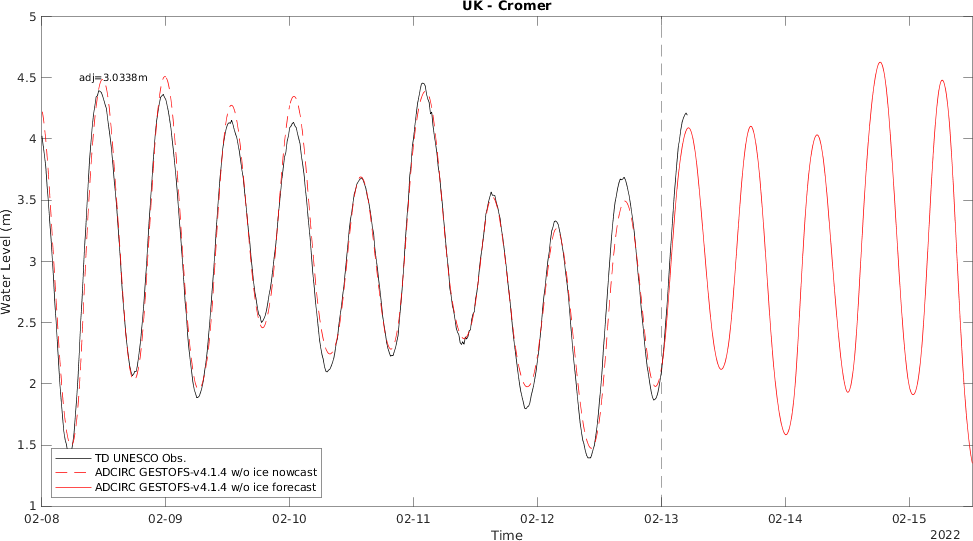 UK - Cromer
5
4.5
4
3.5
3
2.5
2
1.5
1
Water Level (m)
adj=3.0338m
TD UNESCO Obs.
ADCIRC GESTOFS-v4.1.4 w/o ice nowcast
ADCIRC GESTOFS-v4.1.4 w/o ice forecast
02-08 02-09 02-10 02-11 02-12 02-13 02-14 02-15
Time
2022